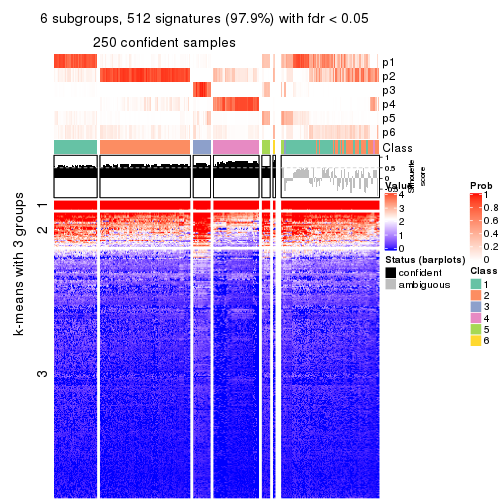 6 subgroups, 512 signatures (97.9%) with fdr < 0.05
250 confident samples
p1
p2
p3
p4
p5
p6
Class
1
0.5
0
-0.5
Silhouette
score
k-means with 3 groups
1
2
3
Value
4
3
2
1
0
Status (barplots)
confident
ambiguous
Prob
1
0.8
0.6
0.4
0.2
0
Class
1
2
3
4
5
6